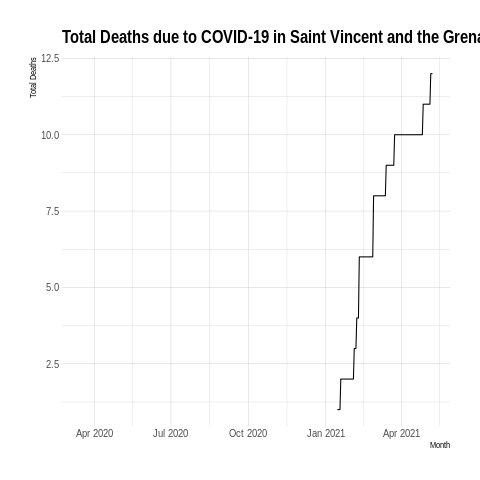 Total Deaths due to COVID-19 in Saint Vincent and the Grena
Total Deaths
12.5
10.0
7.5
5.0
2.5
Apr 2020 Jul 2020 Oct 2020 Jan 2021 Apr 2021
Month